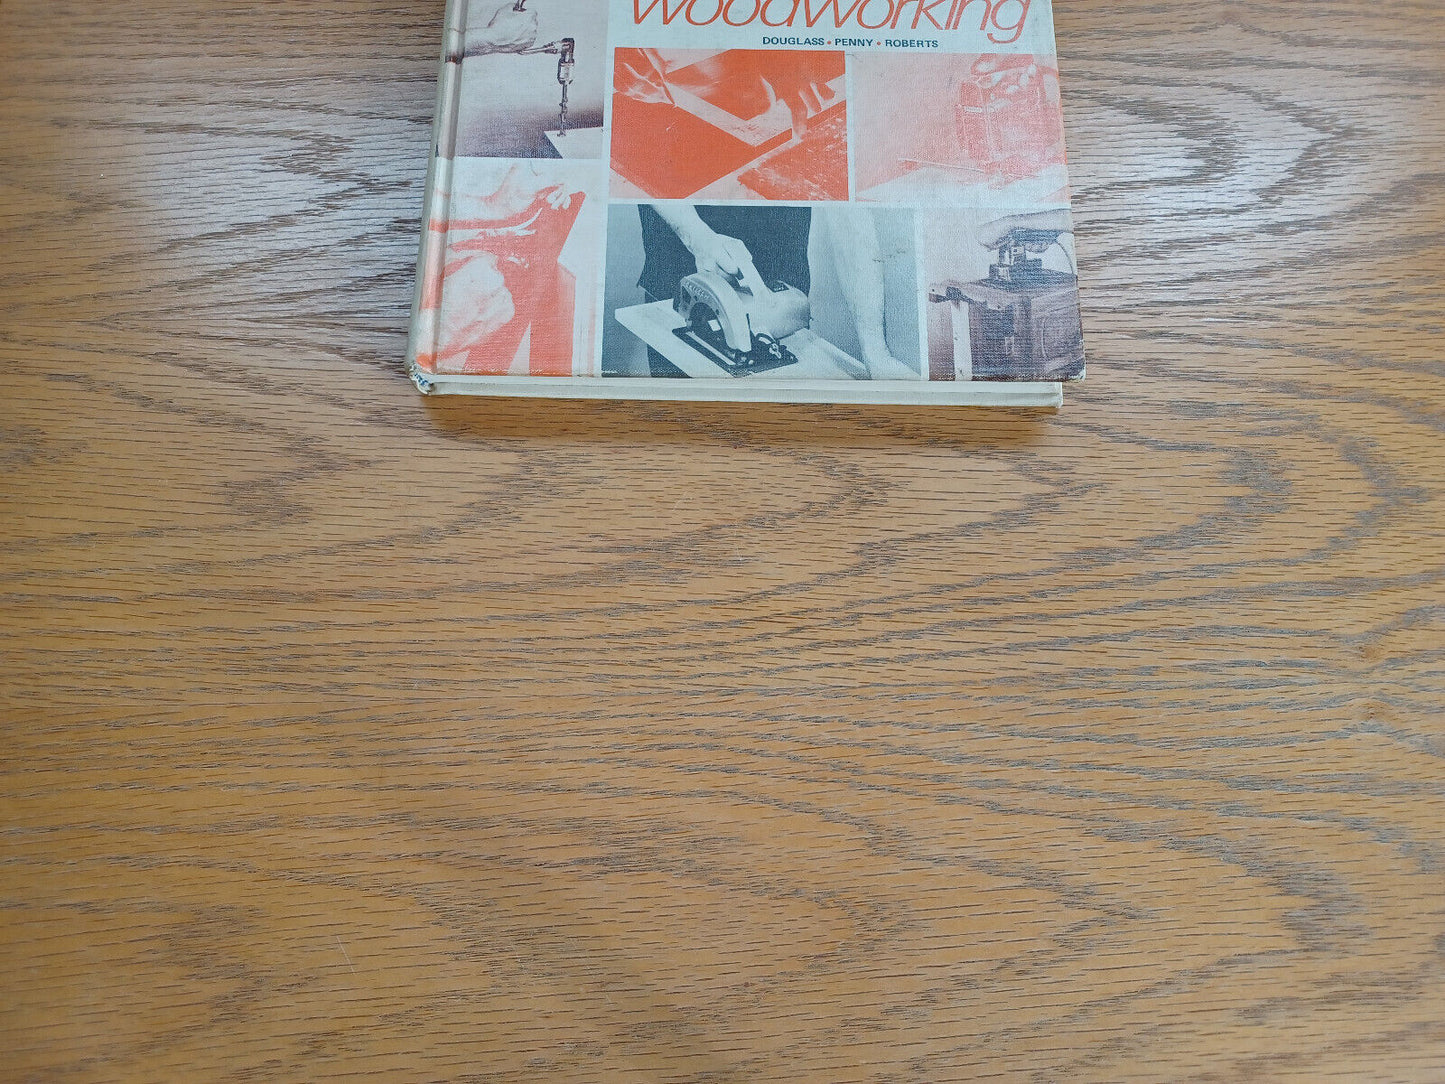 woodworking
DOUGLASS • PENNY • ROBERTS